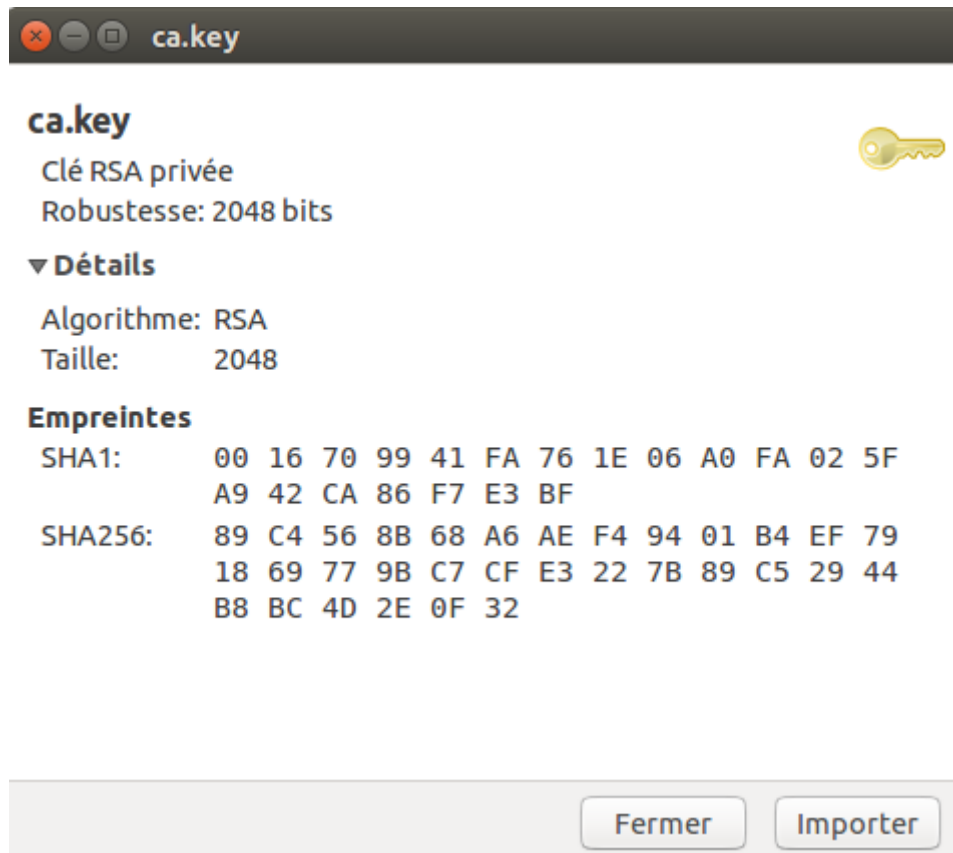 ca.key
ca.key
Clé RSA privée
Robustesse: 2048 bits
Détails
Algorithme: RSA
Taille: 2048
Empreintes
SHA1: 00 16 70 99 41 FA 76 1E 06 A0 FA 02 5F
A9 42 CA 86 F7 E3 BF
SHA256: 89 C4 56 8B 68 A6 AE F4 94 01 B4 EF 79
18 69 77 9B C7 CF E3 22 7B 89 C5 29 44
B8 BC 4D 2E 0F 32
Fermer Importer